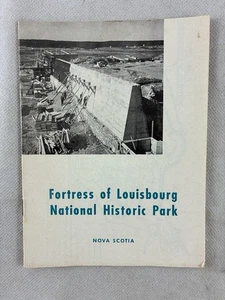 Fortress of Louisbourg
National Historic Park
NOVA SCOTIA